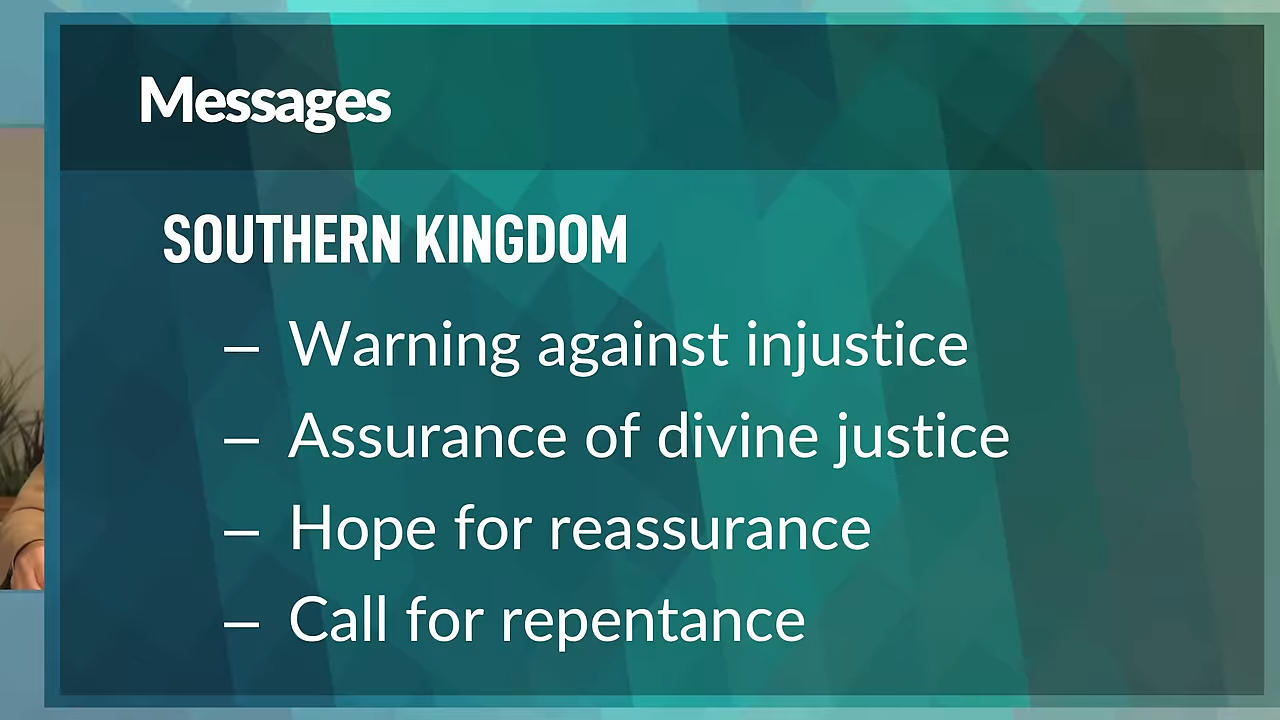 Messages
SOUTHERN KINGDOM
– Warning against injustice
– Assurance of divine justice
– Hope for reassurance
– Call for repentance